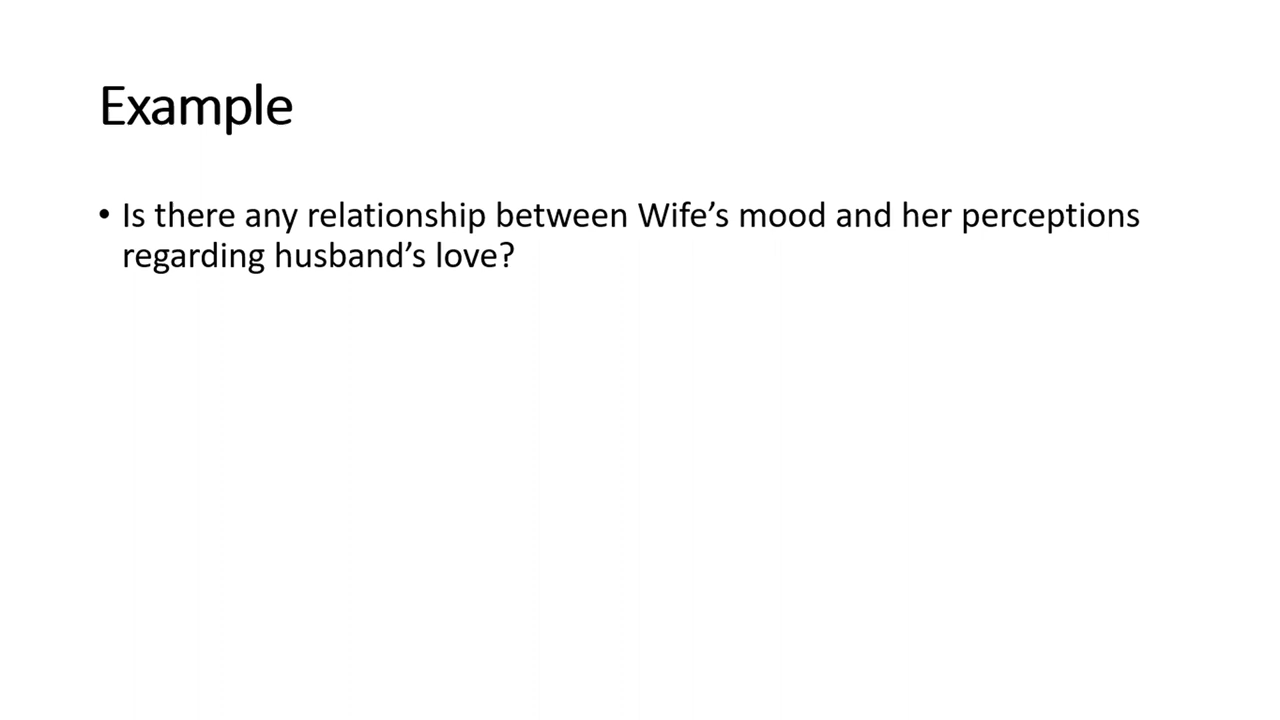 Example
• Is there any relationship between Wife’s mood and her perceptions
regarding husband’s love?